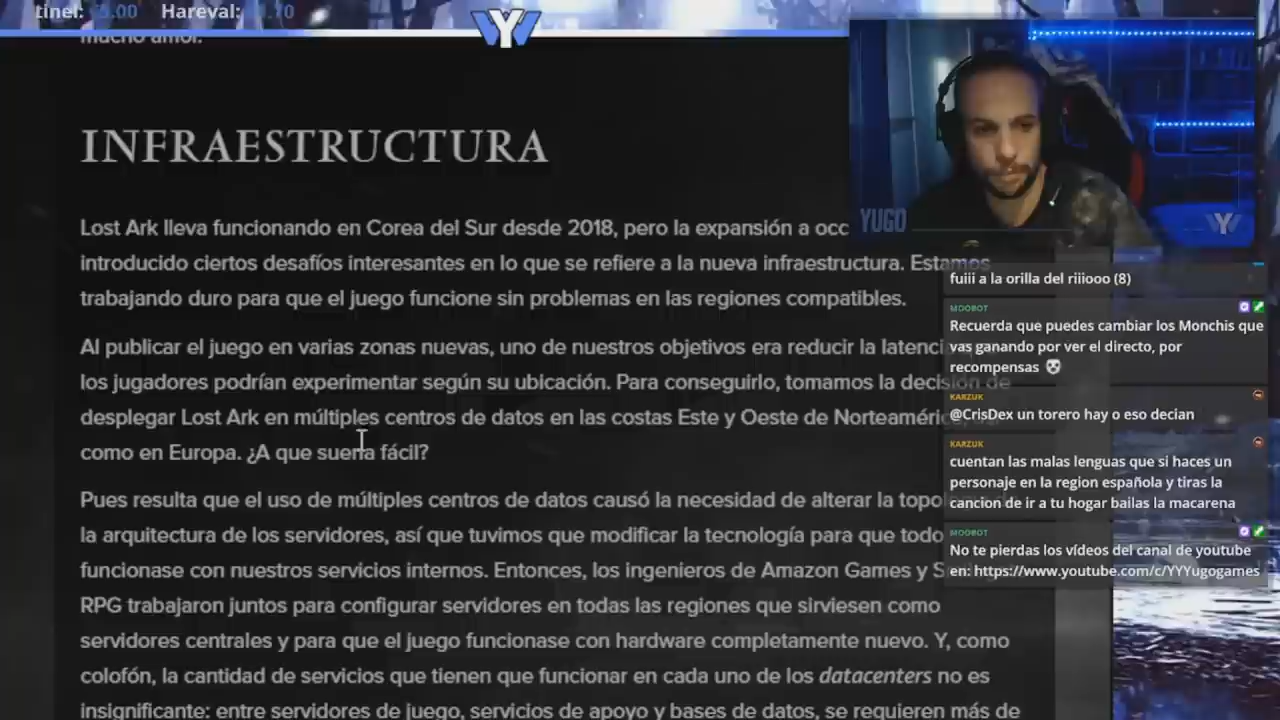 tinel: Hareval: .70
mucho amor.
INFRAESTRUCTURA
Lost Ark lleva funcionando en Corea del Sur desde 2018, pero la expansión a occ
introducido ciertos desafíos interesantes en lo que se refiere a la nueva infraestructura. Estamos
trabajando duro para que el juego funcione sin problemas en las regiones compatibles.
Al publicar el juego en varias zonas nuevas, uno de nuestros objetivos era reducir la latenci
los jugadores podrían experimentar según su ubicación. Para conseguirlo, tomamos la decisión de
desplegar Lost Ark en múltiples centros de datos en las costas Este y Oeste de Norteaméric
como en Europa. ¿A que suena fácil?
Pues resulta que el uso de múltiples centros de datos causó la necesidad de alterar la topol
la arquitectura de los servidores, así que tuvimos que modificar la tecnología para que todo
funcionase con nuestros servicios internos. Entonces, los ingenieros de Amazon Games y S
RPG trabajaron juntos para configurar servidores en todas las regiones que sirviesen como
servidores centrales y para que el juego funcionase con hardware completamente nuevo. Y, como
colofón, la cantidad de servicios que tienen que funcionar en cada uno de los datacenters no es
insignificante: entre servidores de juego, servicios de apoyo y bases de datos, se requieren más de
YUGO
fuiii a la orilla del riiiooo (8)
MOOBOT
Recuerda que puedes cambiar los Monchis que
vas ganando por ver el directo, por
recompensas
KARZUK
@CrisDex un torero hay o eso decian
KARZUK
cuentan las malas lenguas que si haces un
personaje en la region española y tiras la
cancion de ir a tu hogar bailas la macarena
MOOBOT
No te pierdas los vídeos del canal de youtube
en: https://www.youtube.com/c/YYYugogames